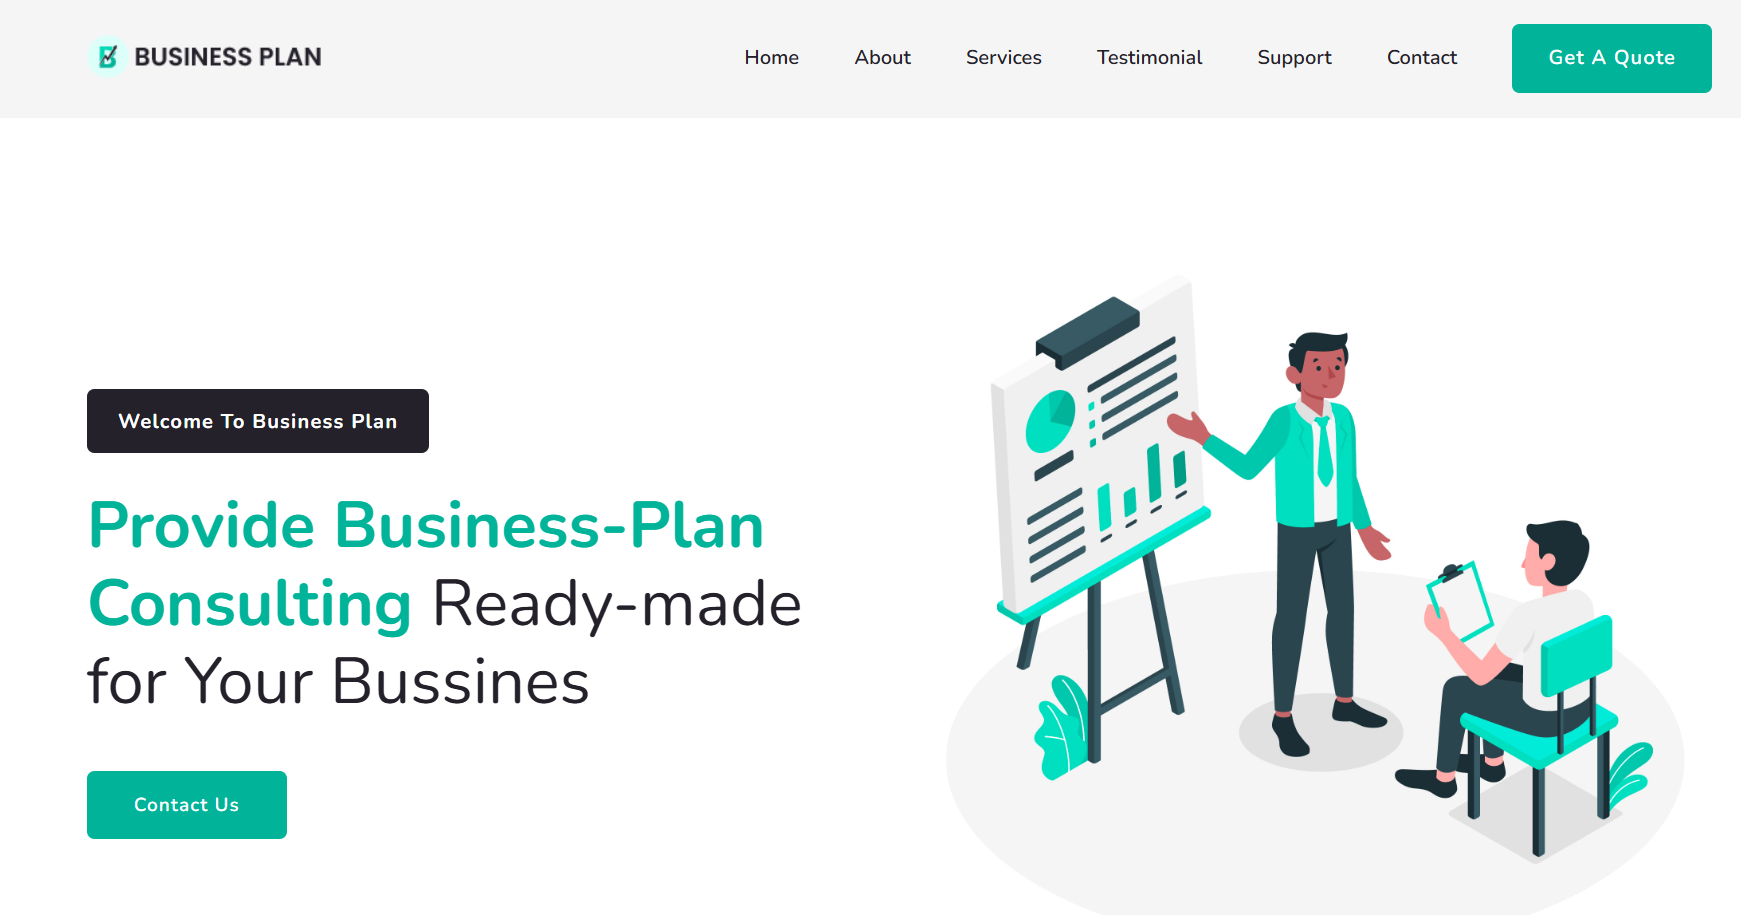 BUSINESS PLAN
Home About Services Testimonial Support Contact Get A Quote
Welcome To Business Plan
Provide Business-Plan
Consulting Ready-made
for Your Bussines
Contact Us